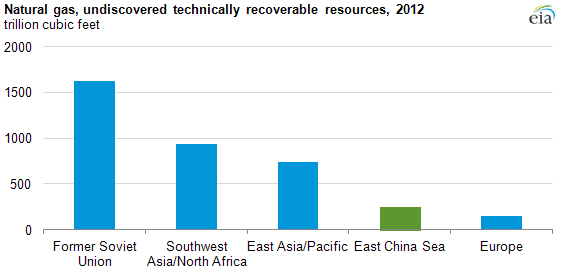 Natural gas, undiscovered technically recoverable resources, 2012
trillion cubic feet
eia
2000
1500
1000
500
0
Former Soviet
Union
Southwest
Asia/North Africa
East Asia/Pacific
East China Sea
Europe